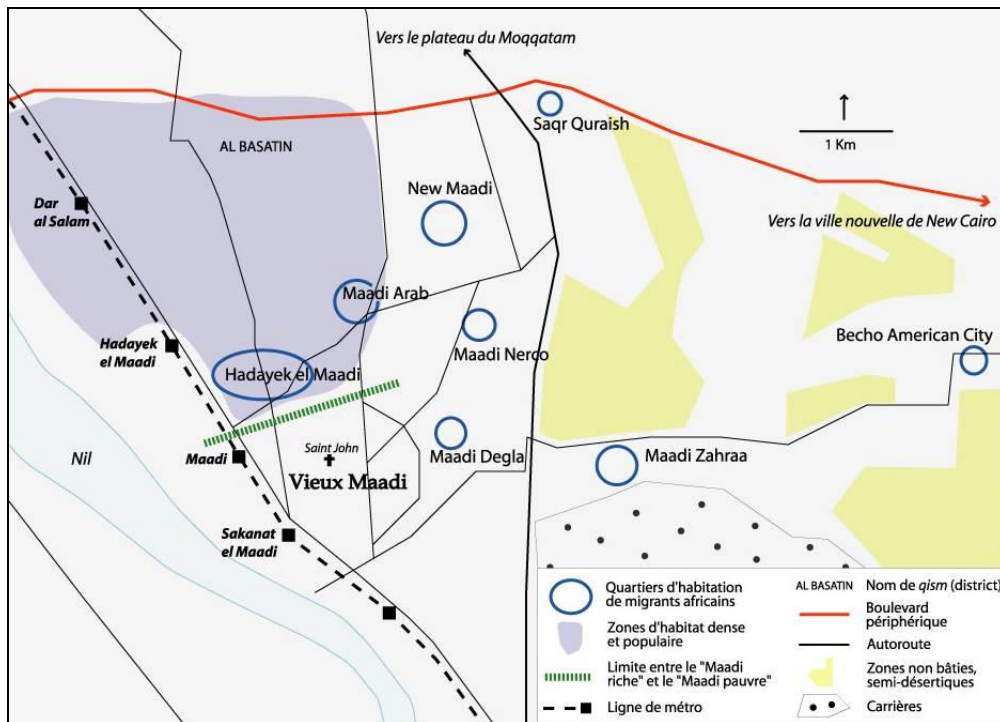 Vers le plateau du Moqqatam
Saqr Quraish
1 Km
AL BASATIN
New Maadi
Dar
al Salam
Vers la ville nouvelle de New Cairo
Maadi Arab
Hadayek
el Maadi
Maadi Nerco
Becho American City
Hadayek el Maadi
Nil
Maadi
Saint John
Vieux Maadi
Maadi Degla
Maadi Zahraa
Sakanat
el Maadi
Quartiers d'habitation
de migrants africains
Zones d'habitat dense
et populaire
Limite entre le "Maadi
riche" et le "Maadi pauvre"
Ligne de métro
AL BASATIN Nom de qism (district)
Boulevard
périphérique
Autoroute
Zones non bâties,
semi-désertiques
Carrières